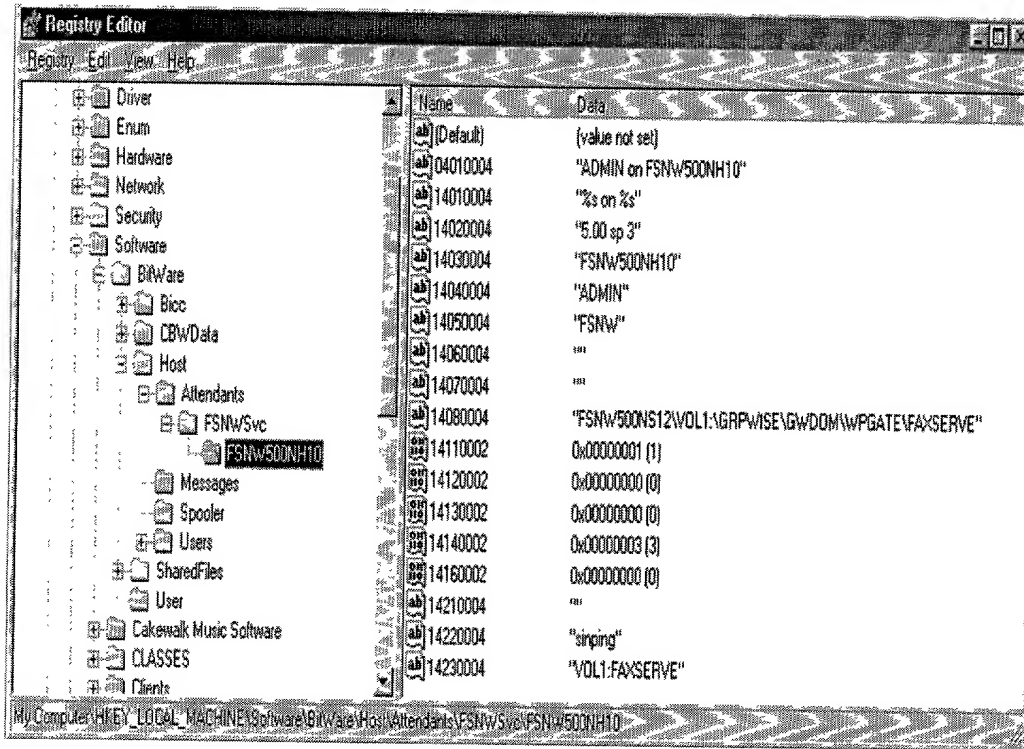 Registry Editor
Registry Edit View Help
Driver
Enum
Hardware
Network
Security
Software
BitWare
Bicc
CBWData
Host
Attendants
FSNWSvc
FSNW500NH10
Messages
Spooler
Users
SharedFiles
User
Cakewalk Music Software
CLASSES
Clients
Name Data
(Default) (value not set)
04010004 "ADMIN on FSNW500NH10"
14010004 "%s on %s"
14020004 "5.00 sp 3"
14030004 "FSNW500NH10"
14040004 "ADMIN"
14050004 "FSNW"
14060004 ""
14070004 ""
14080004 "FSNW500NS12\VOL1:\GRPWISE\GWDOM\WPGATE\FAXSERVE"
14110002 0x00000001 (1)
14120002 0x00000000 (0)
14130002 0x00000000 (0)
14140002 0x00000003 (3)
14160002 0x00000000 (0)
14210004 ""
14220004 "sinping"
14230004 "VOL1:FAXSERVE"
My Computer\HKEY_LOCAL_MACHINE\Software\BitWare\Host\Attendants\FSNWSvc\FSNW500NH10